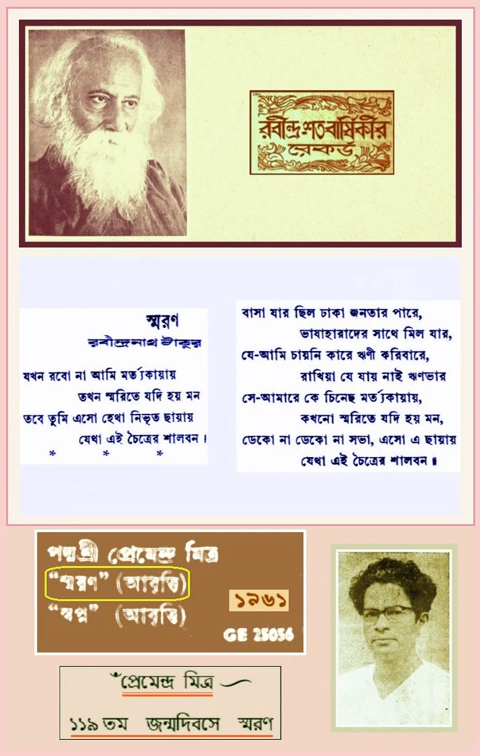 রবীন্দ্র শতবার্ষিকীর
রেকর্ড
স্মরণ
রবীন্দ্রনাথ ঠাকুর
যখন রবো না আমি মর্ত্যকায়ায়
তখন স্মরিতে যদি হয় মন
তবে তুমি এসো হেথা নিভৃত ছায়ায়
যেথা এই চৈত্রের শালবন।
* * *
বাসা যার ছিল ঢাকা জনতার পারে,
ভাষাহারাদের সাথে মিল যার,
যে-আমি চায়নি কারে ঋণী করিবারে,
রাখিয়া যে যায় নাই ঋণভার
সে-আমারে কে চিনেছ মর্ত্যকায়ায়,
কখনো স্মরিতে যদি হয় মন,
ডেকো না ডেকো না সভা, এসো এ ছায়ায়
যেথা এই চৈত্রের শালবন॥
পদ্মশ্রী প্রেমেন্দ্র মিত্র
“স্মরণ” (আবৃত্তি)
“স্বপ্ন” (আবৃত্তি)
১৯৬১
GE 25056
প্রেমেন্দ্র মিত্র
১১৯ তম জন্মদিবসে স্মরণ